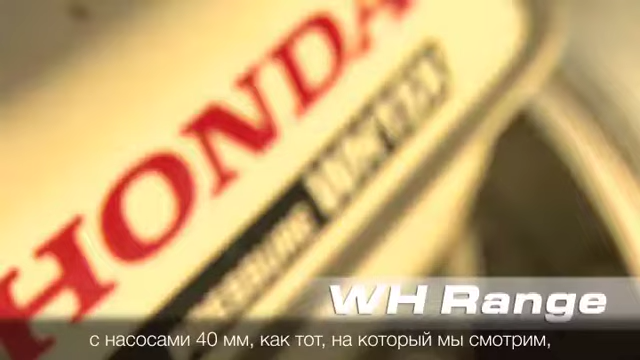 HONDA
WH Range
с насосами 40 мм, как тот, на который мы смотрим,